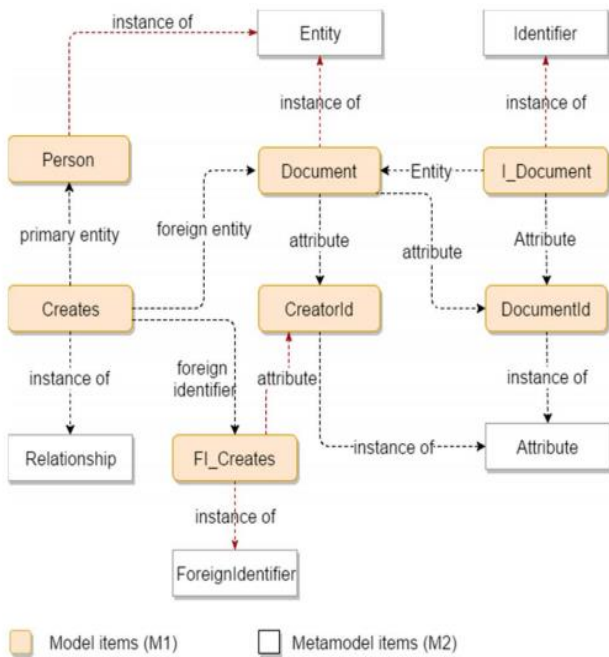 instance of
Entity
Identifier
instance of
instance of
Person
Document
Entity
I_Document
primary entity
foreign entity
attribute
attribute
Attribute
Creates
CreatorId
DocumentId
instance of
foreign
identifier
attribute
instance of
Relationship
FI_Creates
instance of
Attribute
instance of
ForeignIdentifier
Model items (M1)
Metamodel items (M2)